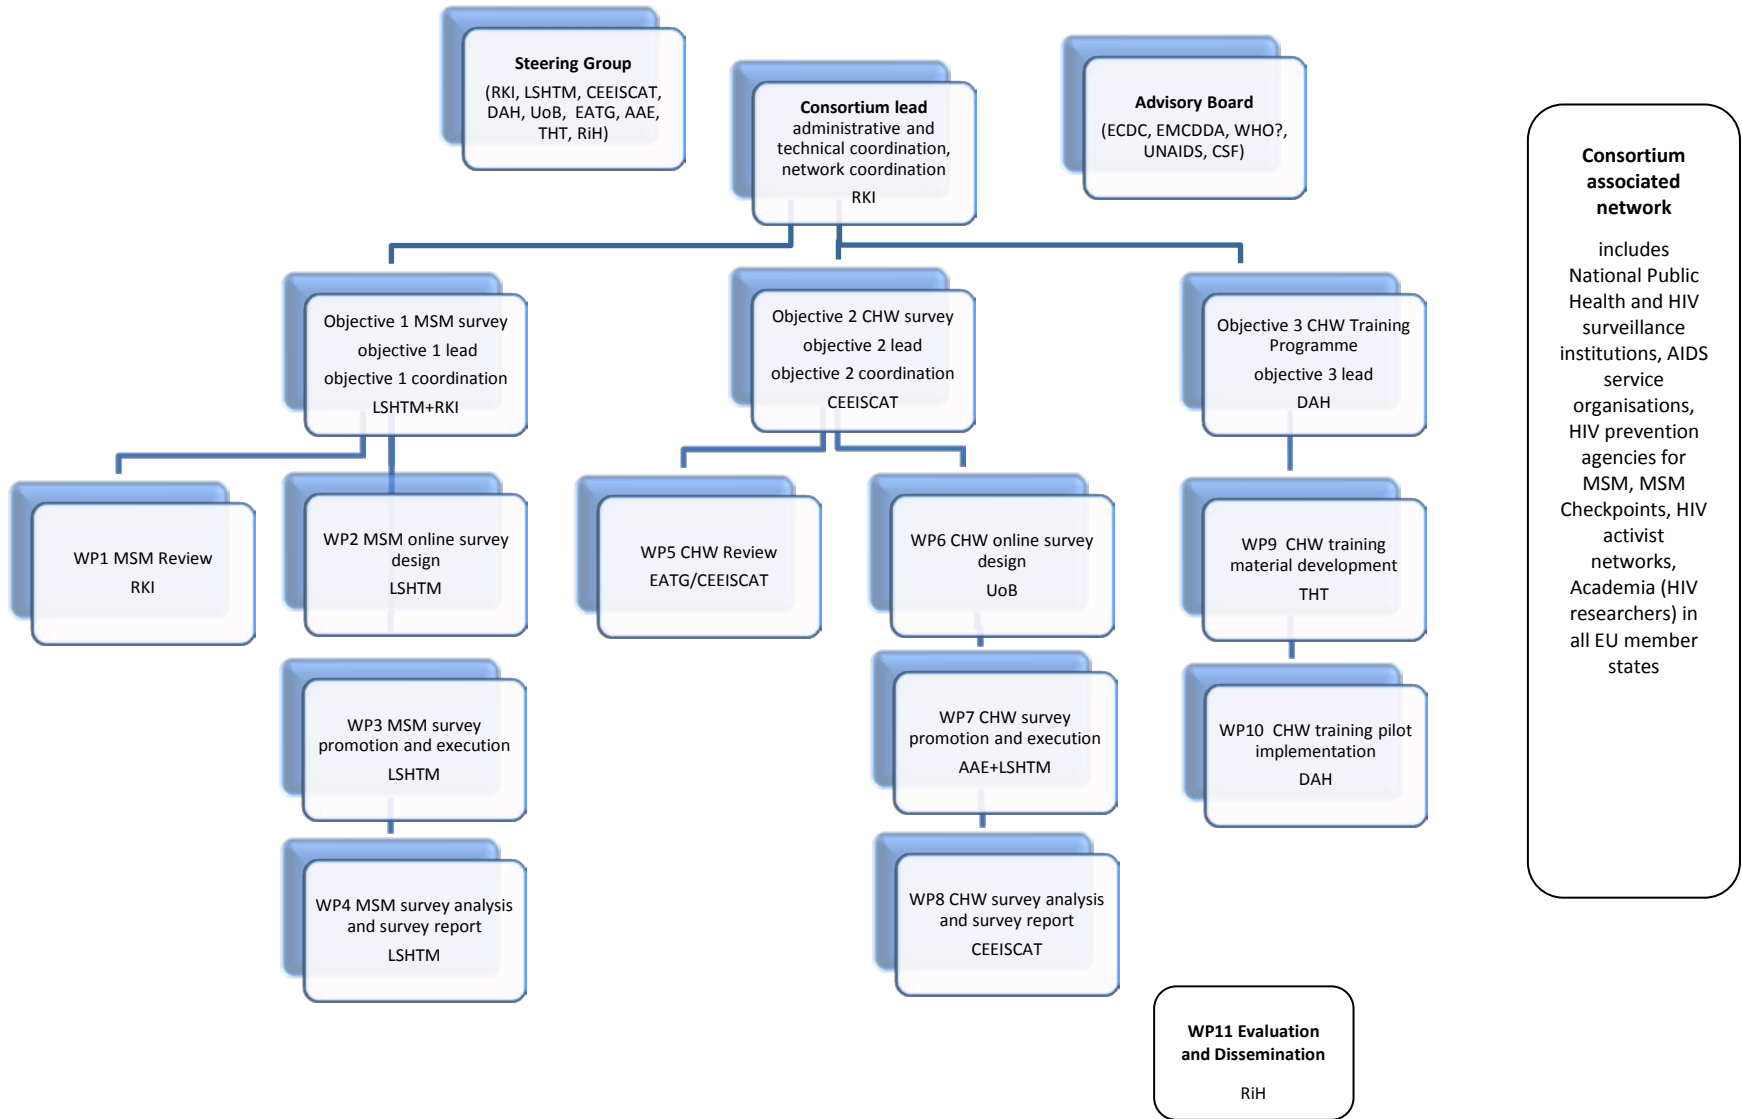 Steering Group
(RKI, LSHTM, CEEISCAT,
DAH, UoB, EATG, AAE,
THT, RiH)
Consortium lead
administrative and
technical coordination,
network coordination
RKI
Advisory Board
(ECDC, EMCDDA, WHO?,
UNAIDS, CSF)
Consortium
associated
network
includes
National Public
Health and HIV
surveillance
institutions, AIDS
service
organisations,
HIV prevention
agencies for
MSM, MSM
Checkpoints, HIV
activist
networks,
Academia (HIV
researchers) in
all EU member
states
Objective 1 MSM survey
objective 1 lead
objective 1 coordination
LSHTM+RKI
Objective 2 CHW survey
objective 2 lead
objective 2 coordination
CEEISCAT
Objective 3 CHW Training
Programme
objective 3 lead
DAH
WP1 MSM Review
RKI
WP2 MSM online survey
design
LSHTM
WP5 CHW Review
EATG/CEEISCAT
WP6 CHW online survey
design
UoB
WP9 CHW training
material development
THT
WP3 MSM survey
promotion and execution
LSHTM
WP7 CHW survey
promotion and execution
AAE+LSHTM
WP10 CHW training pilot
implementation
DAH
WP4 MSM survey analysis
and survey report
LSHTM
WP8 CHW survey analysis
and survey report
CEEISCAT
WP11 Evaluation
and Dissemination
RiH